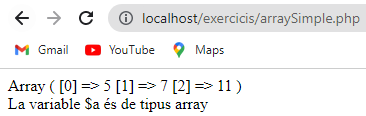 localhost/exercicis/arraySimple.php
Gmail YouTube Maps
Array ( [0] => 5 [1] => 7 [2] => 11 )
La variable $a és de tipus array